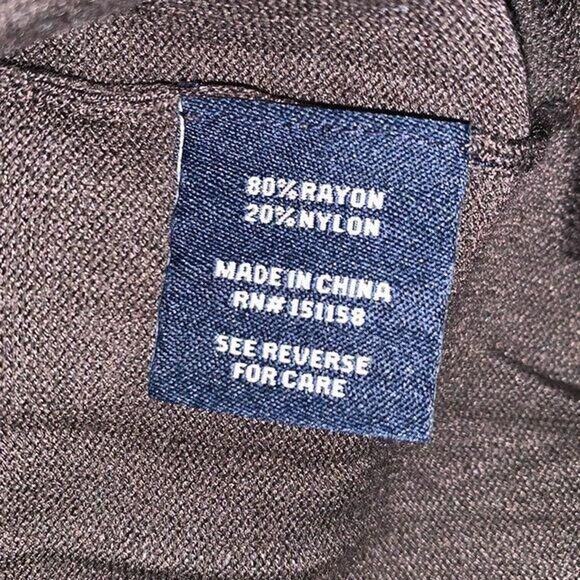 80%RAYON
20%NYLON
MADE IN CHINA
RN# 151158
SEE REVERSE
FOR CARE